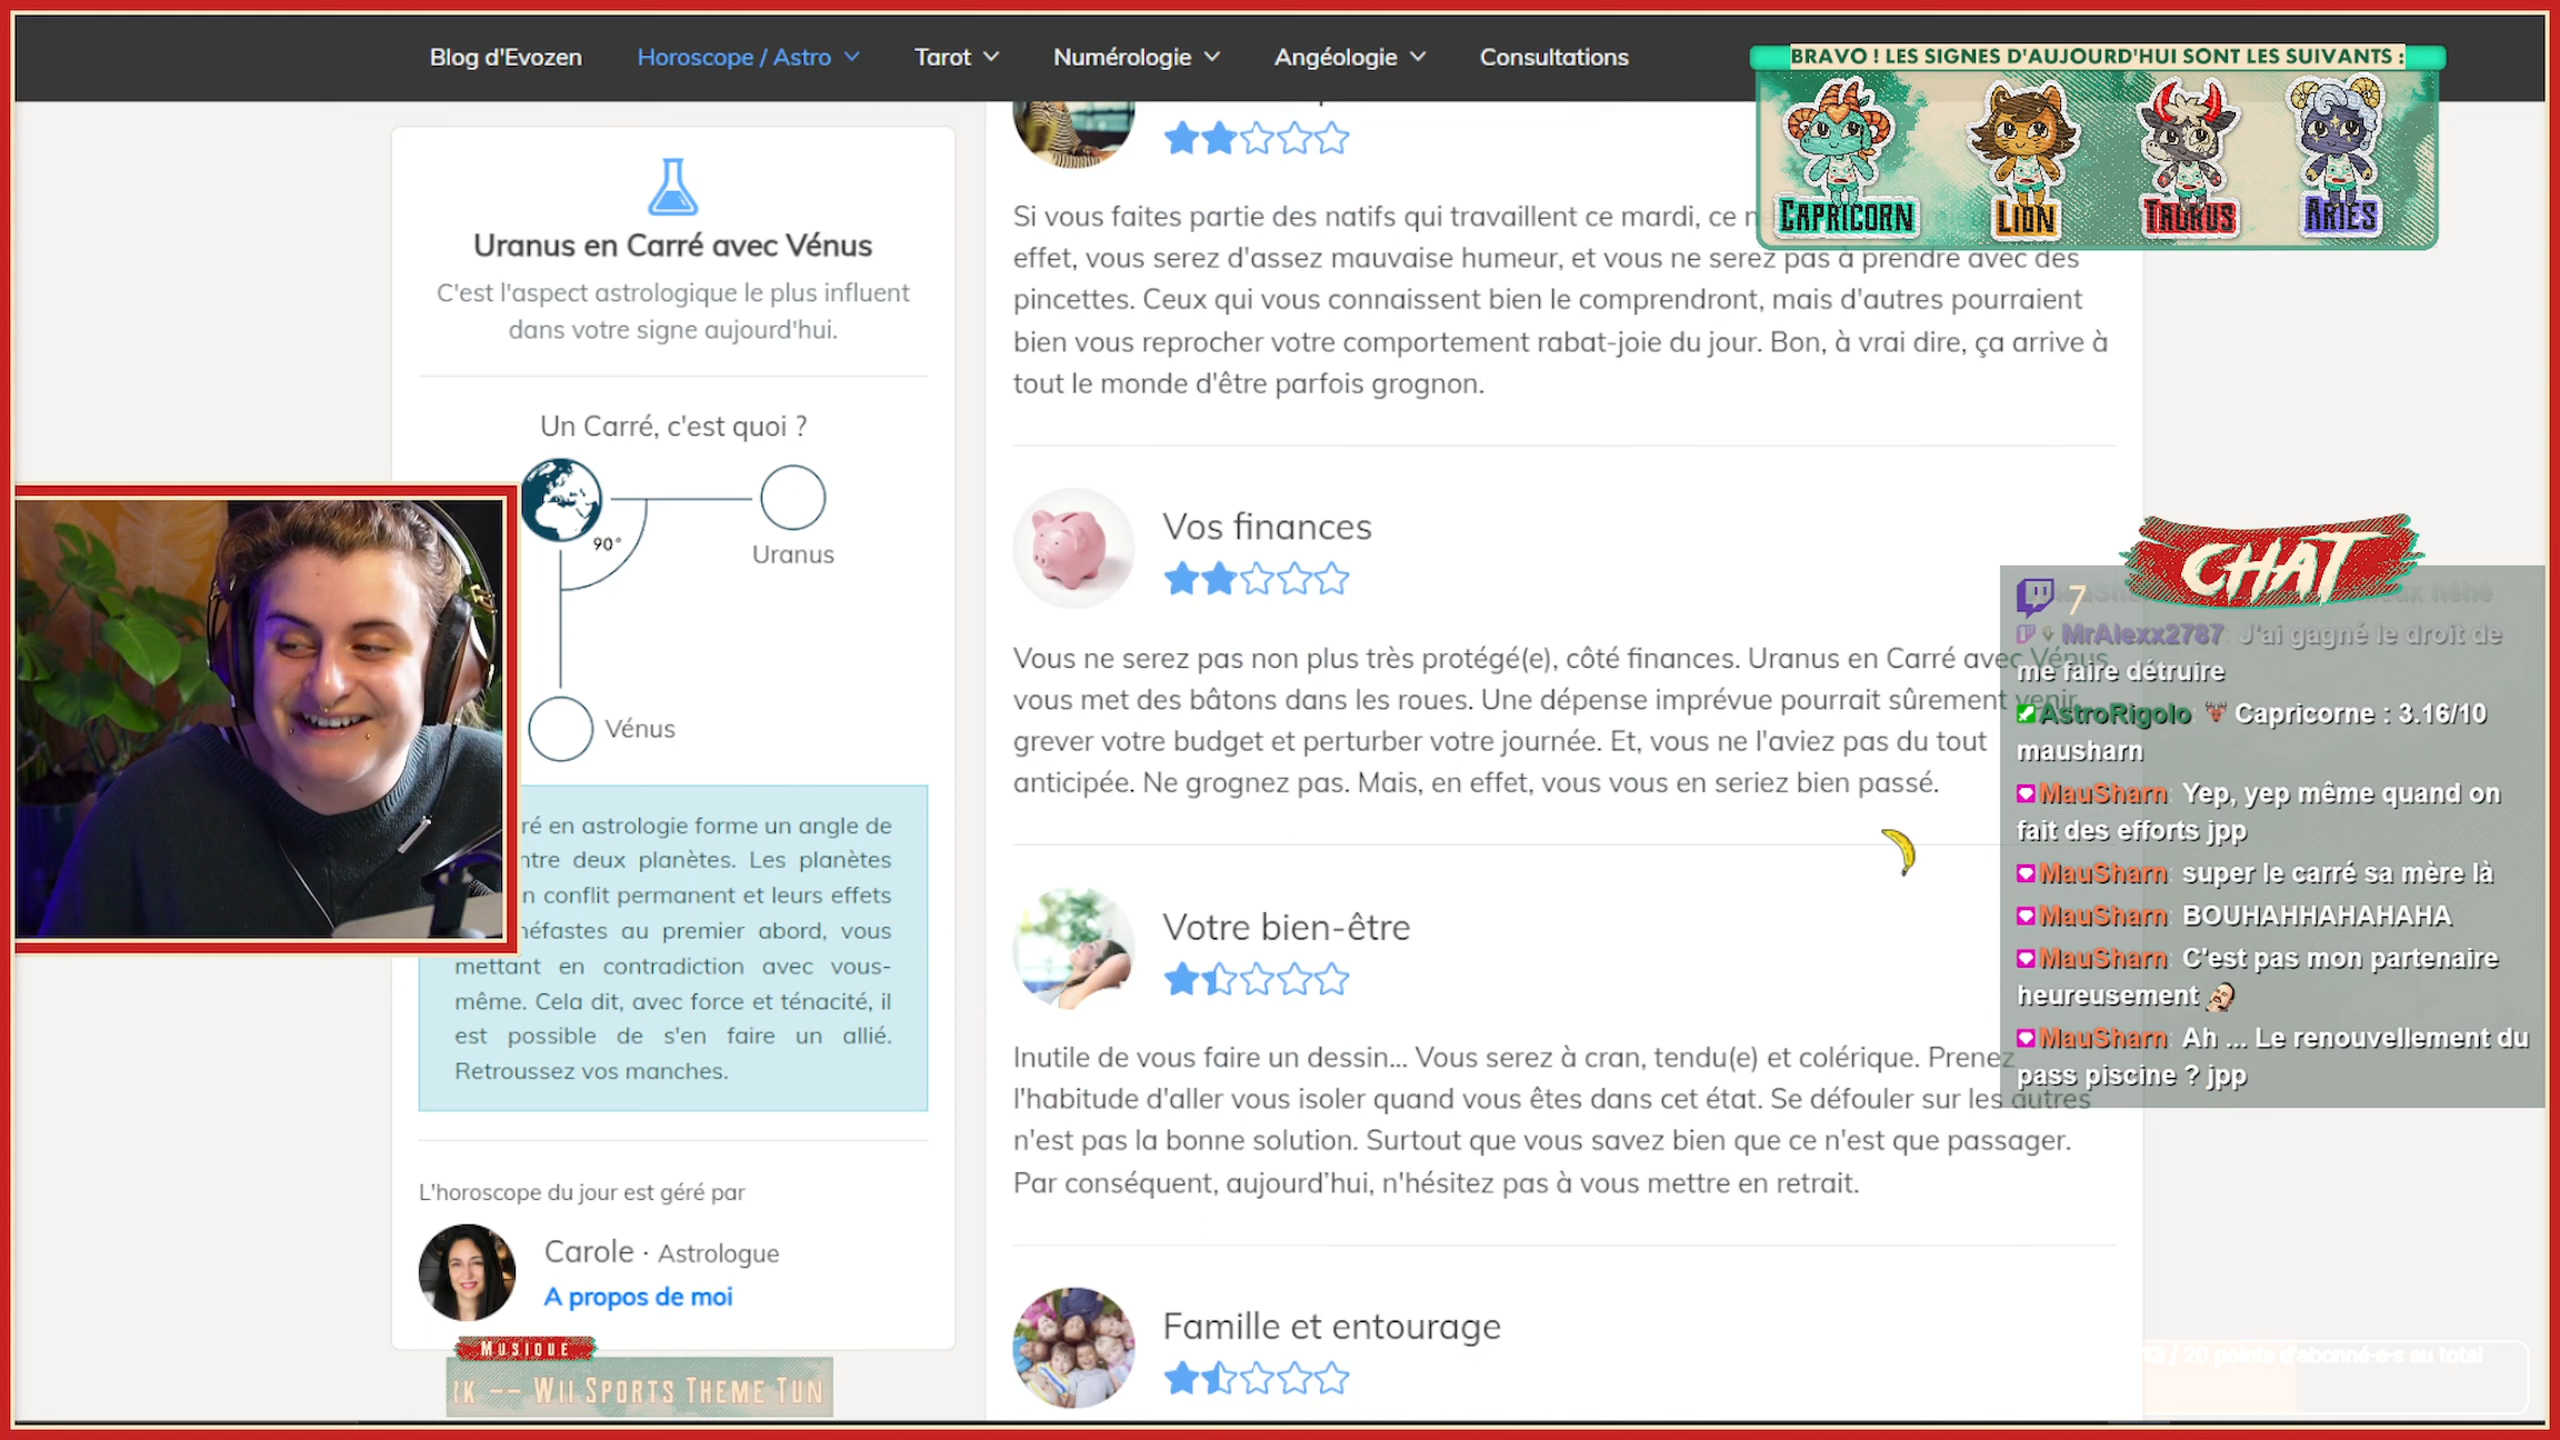 Blog d'Evozen
Horoscope / Astro
Tarot
Numérologie
Angéologie
Consultations
BRAVO ! LES SIGNES D'AUJOURD'HUI SONT LES SUIVANTS :
CAPRICORN
LION
TAURUS
ARIES
Uranus en Carré avec Vénus
C'est l'aspect astrologique le plus influent
dans votre signe aujourd'hui.
Un Carré, c'est quoi ?
90°
Uranus
Vénus
ré en astrologie forme un angle de
ntre deux planètes. Les planètes
n conflit permanent et leurs effets
néfastes au premier abord, vous
mettant en contradiction avec vous-
même. Cela dit, avec force et ténacité, il
est possible de s'en faire un allié.
Retroussez vos manches.
L'horoscope du jour est géré par
Carole · Astrologue
A propos de moi
MUSIQUE
RK -- WII SPORTS THEME TUN
Si vous faites partie des natifs qui travaillent ce mardi, ce
effet, vous serez d'assez mauvaise humeur, et vous ne serez pas à prendre avec des
pincettes. Ceux qui vous connaissent bien le comprendront, mais d'autres pourraient
bien vous reprocher votre comportement rabat-joie du jour. Bon, à vrai dire, ça arrive à
tout le monde d'être parfois grognon.
Vos finances
Vous ne serez pas non plus très protégé(e), côté finances. Uranus en Carré avec Vénus
vous met des bâtons dans les roues. Une dépense imprévue pourrait sûrement venir
grever votre budget et perturber votre journée. Et, vous ne l'aviez pas du tout
anticipée. Ne grognez pas. Mais, en effet, vous vous en seriez bien passé.
Votre bien-être
Inutile de vous faire un dessin... Vous serez à cran, tendu(e) et colérique. Prenez
l'habitude d'aller vous isoler quand vous êtes dans cet état. Se défouler sur les autres
n'est pas la bonne solution. Surtout que vous savez bien que ce n'est que passager.
Par conséquent, aujourd'hui, n'hésitez pas à vous mettre en retrait.
Famille et entourage
CHAT
7
héhé
MrAlexx2787: J'ai gagné le droit de
me faire détruire
AstroRigolo Capricorne : 3.16/10
mausharn
MauSharn: Yep, yep même quand on
fait des efforts jpp
MauSharn: super le carré sa mère là
MauSharn: BOUHAHHAHAHAHA
MauSharn: C'est pas mon partenaire
heureusement
MauSharn: Ah ... Le renouvellement du
pass piscine ? jpp
13 / 20 points d'abonné·e·s au total